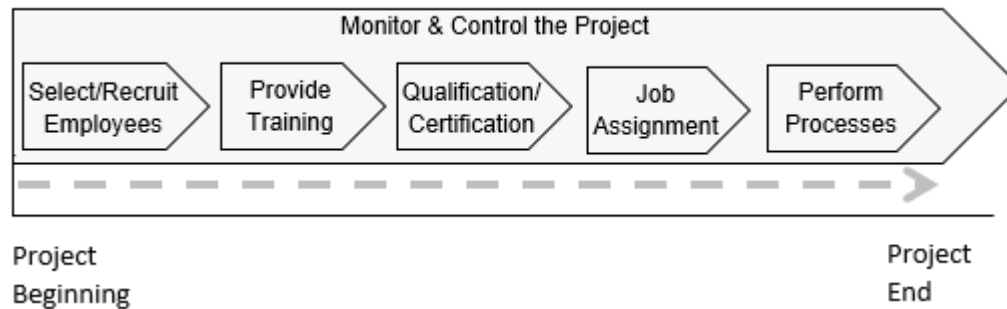 Monitor & Control the Project
Select/Recruit
Employees
Provide
Training
Qualification/
Certification
Job
Assignment
Perform
Processes
Project
Beginning
Project
End